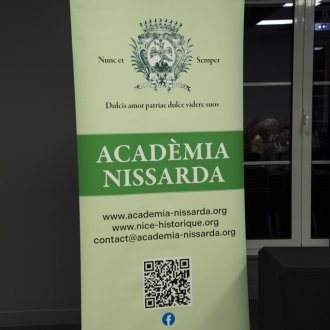 Nunc et Semper
Dulcis amor patriae dulce videre suos
ACADÈMIA
NISSARDA
www.academia-nissarda.org
www.nice-historique.org
contact@academia-nissarda.org